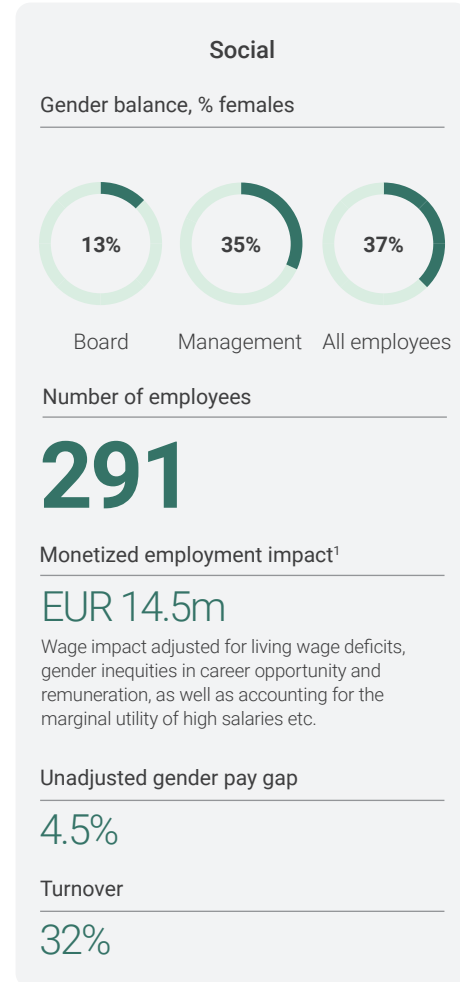 Social
Gender balance, % females
13% 35% 37%
Board Management All employees
Number of employees
291
Monetized employment impact¹
EUR 14.5m
Wage impact adjusted for living wage deficits,
gender inequities in career opportunity and
remuneration, as well as accounting for the
marginal utility of high salaries etc.
Unadjusted gender pay gap
4.5%
Turnover
32%